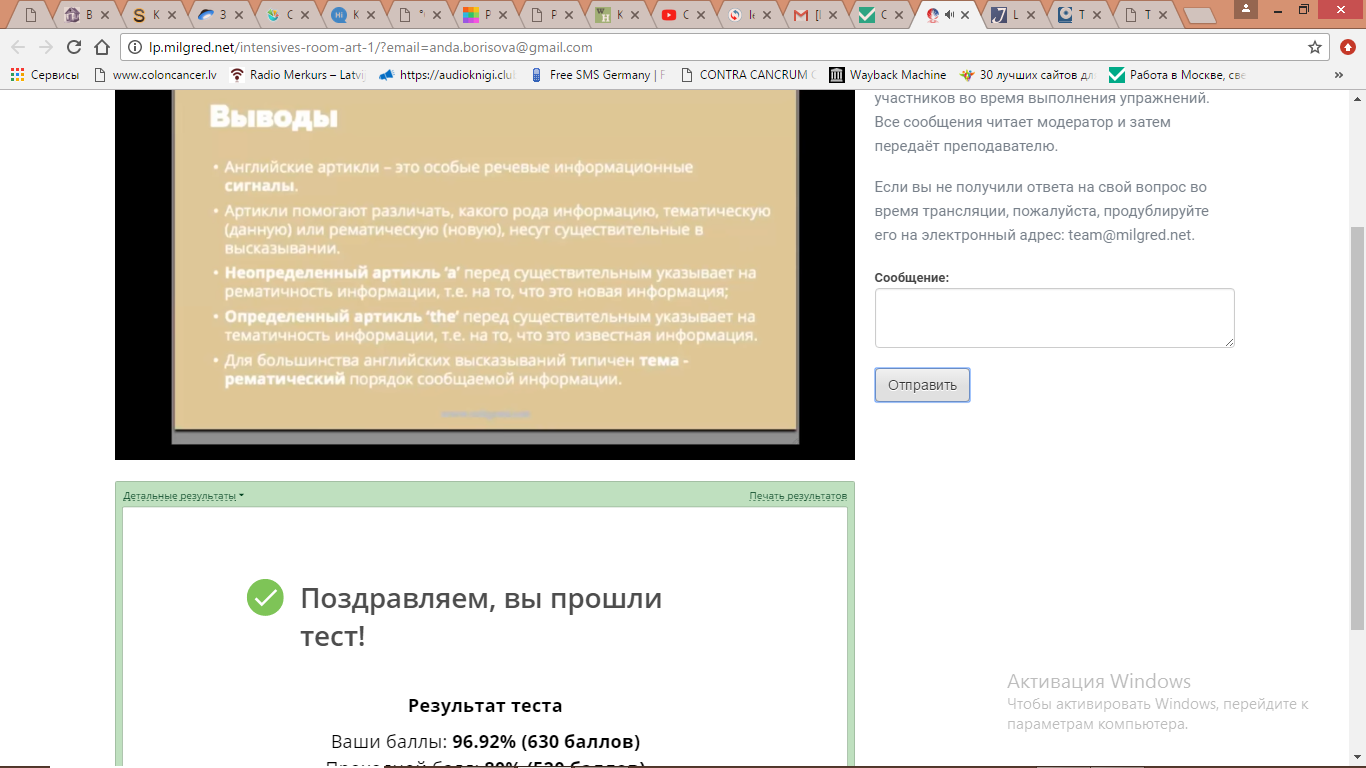 B
S
K
З
C
Hi
K
"
P
P
K
C
М [
C
L
Т
Т
lp.milgred.net/intensives-room-art-1/?email=anda.borisova@gmail.com
Сервисы
www.coloncancer.lv
Radio Merkurs – Latvij
https://audioknigi.clu
Free SMS Germany | F
CONTRA CANCRUM
Wayback Machine
30 лучших сайтов дл
Работа в Москве, све
»
Выводы
• Английские артикли – это особые речевые информационные
сигналы.
• Артикли помогают различать, какого рода информацию, тематическую
(данную) или рематическую (новую), несут существительные в
высказывании.
• Неопределенный артикль ‘a’ перед существительным указывает на
рематичность информации, т.е. на то, что это новая информация;
• Определенный артикль ‘the’ перед существительным указывает на
тематичность информации, т.е. на то, что это известная информация.
• Для большинства английских высказываний типичен тема -
рематический порядок сообщаемой информации.
участников во время выполнения упражнений.
Все сообщения читает модератор и затем
передаёт преподавателю.
Если вы не получили ответа на свой вопрос во
время трансляции, пожалуйста, продублируйте
его на электронный адрес: team@milgred.net.
Сообщение:
Отправить
Детальные результаты
Печать результатов
Поздравляем, вы прошли
тест!
Результат теста
Ваши баллы: 96.92% (630 баллов)
Проходной балл: 80% (520 баллов)
Активация Windows
Чтобы активировать Windows, перейдите к
параметрам компьютера.